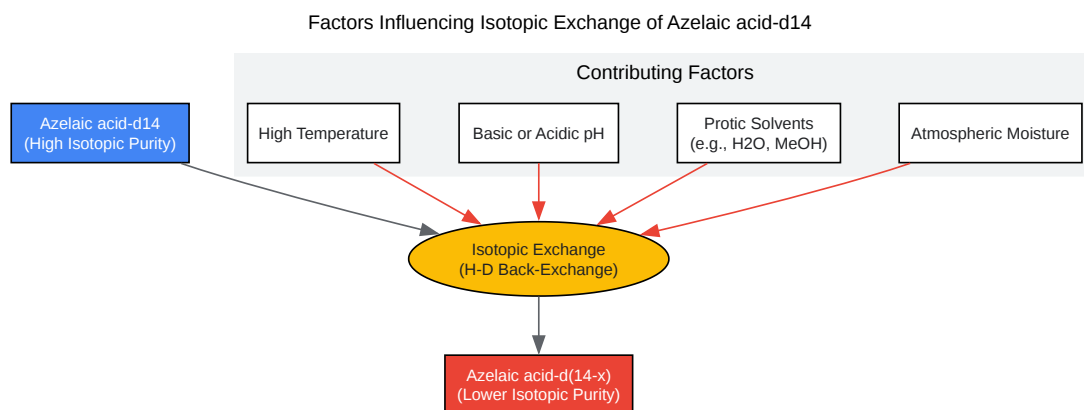 Factors Influencing Isotopic Exchange of Azelaic acid-d14
Contributing Factors
Azelaic acid-d14
(High Isotopic Purity)
High Temperature
Basic or Acidic pH
Protic Solvents
(e.g., H2O, MeOH)
Atmospheric Moisture
Isotopic Exchange
(H-D Back-Exchange)
Azelaic acid-d(14-x)
(Lower Isotopic Purity)